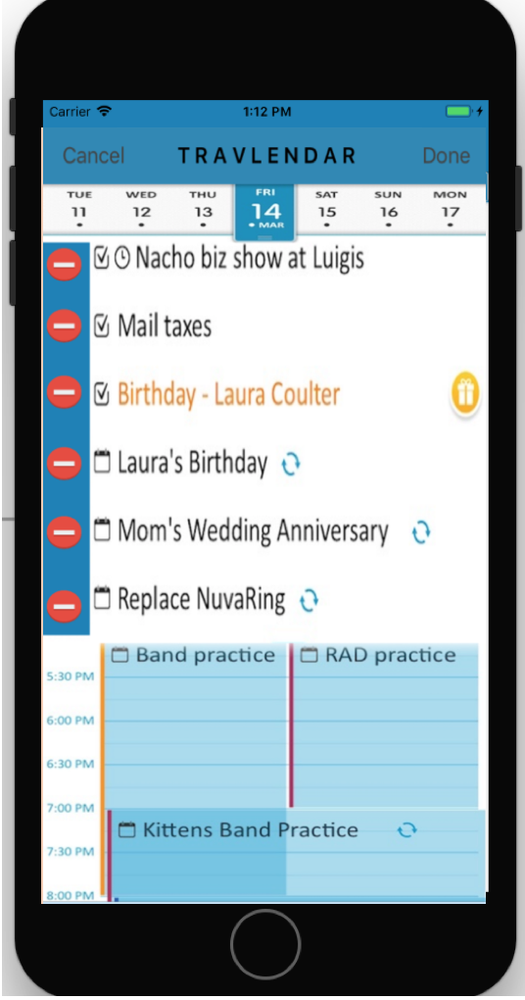 Carrier 1:12 PM
Cancel TRAVLENDAR Done
TUE WED THU FRI SAT SUN MON
11 12 13 14 15 16 17
• • • • MAR • • •
Nacho biz show at Luigis
Mail taxes
Birthday - Laura Coulter
Laura's Birthday
Mom's Wedding Anniversary
Replace NuvaRing
Band practice RAD practice
5:30 PM
6:00 PM
6:30 PM
7:00 PM
Kittens Band Practice
7:30 PM
8:00 PM